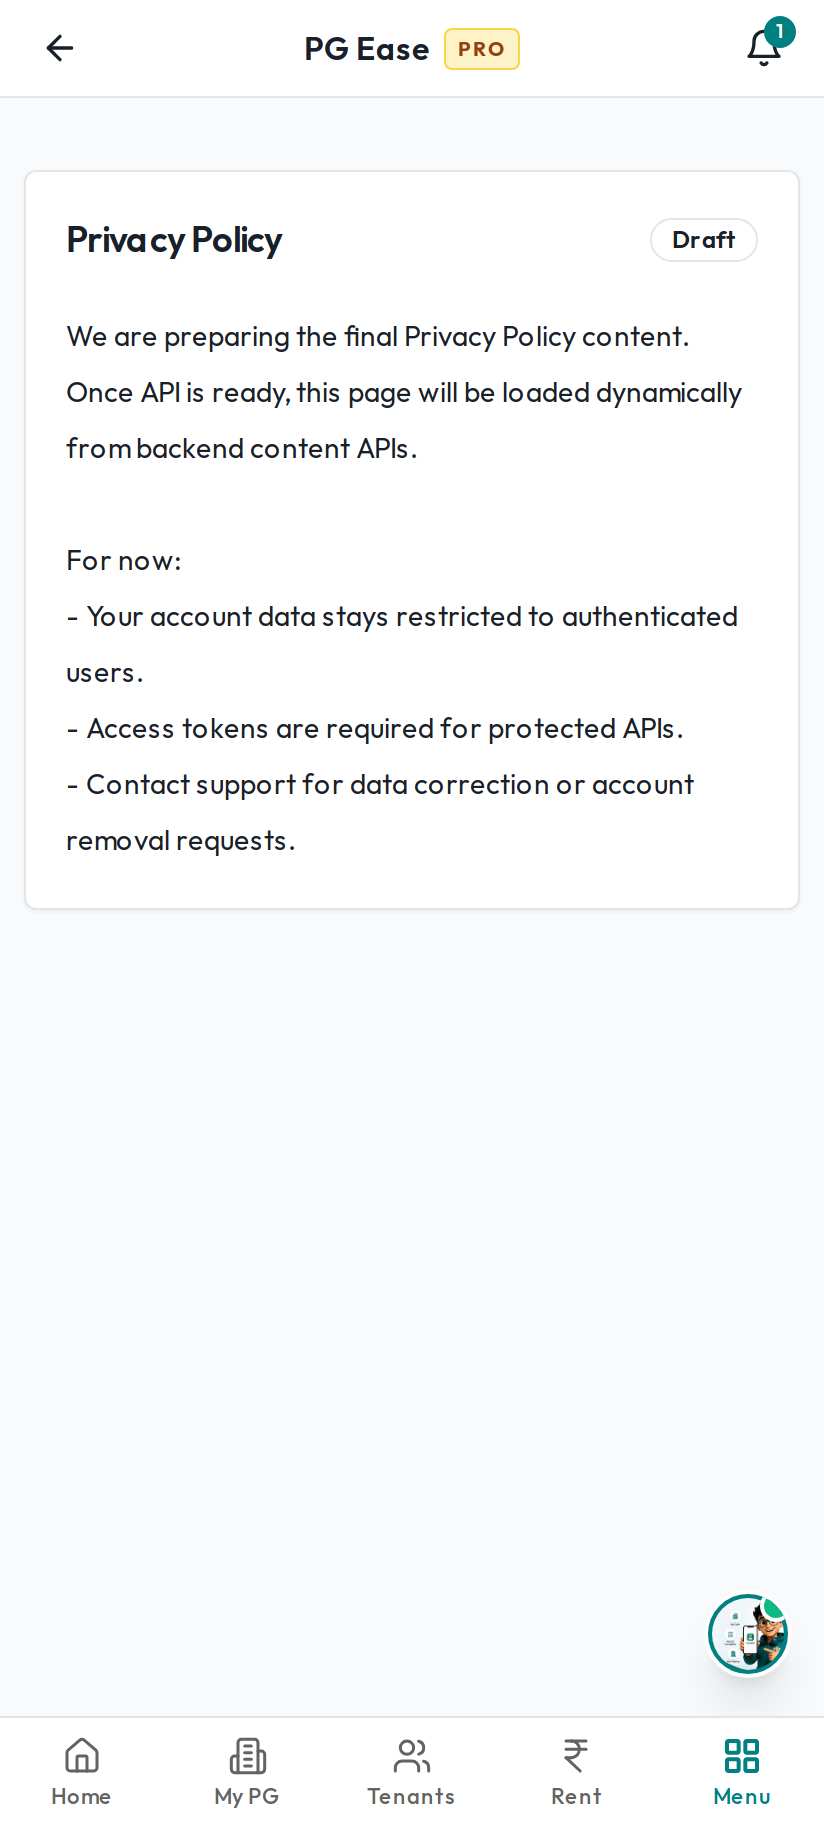 PG Ease PRO
1
Privacy Policy
Draft
We are preparing the final Privacy Policy content.
Once API is ready, this page will be loaded dynamically
from backend content APIs.
For now:
- Your account data stays restricted to authenticated
users.
- Access tokens are required for protected APIs.
- Contact support for data correction or account
removal requests.
Home
My PG
Tenants
Rent
Menu